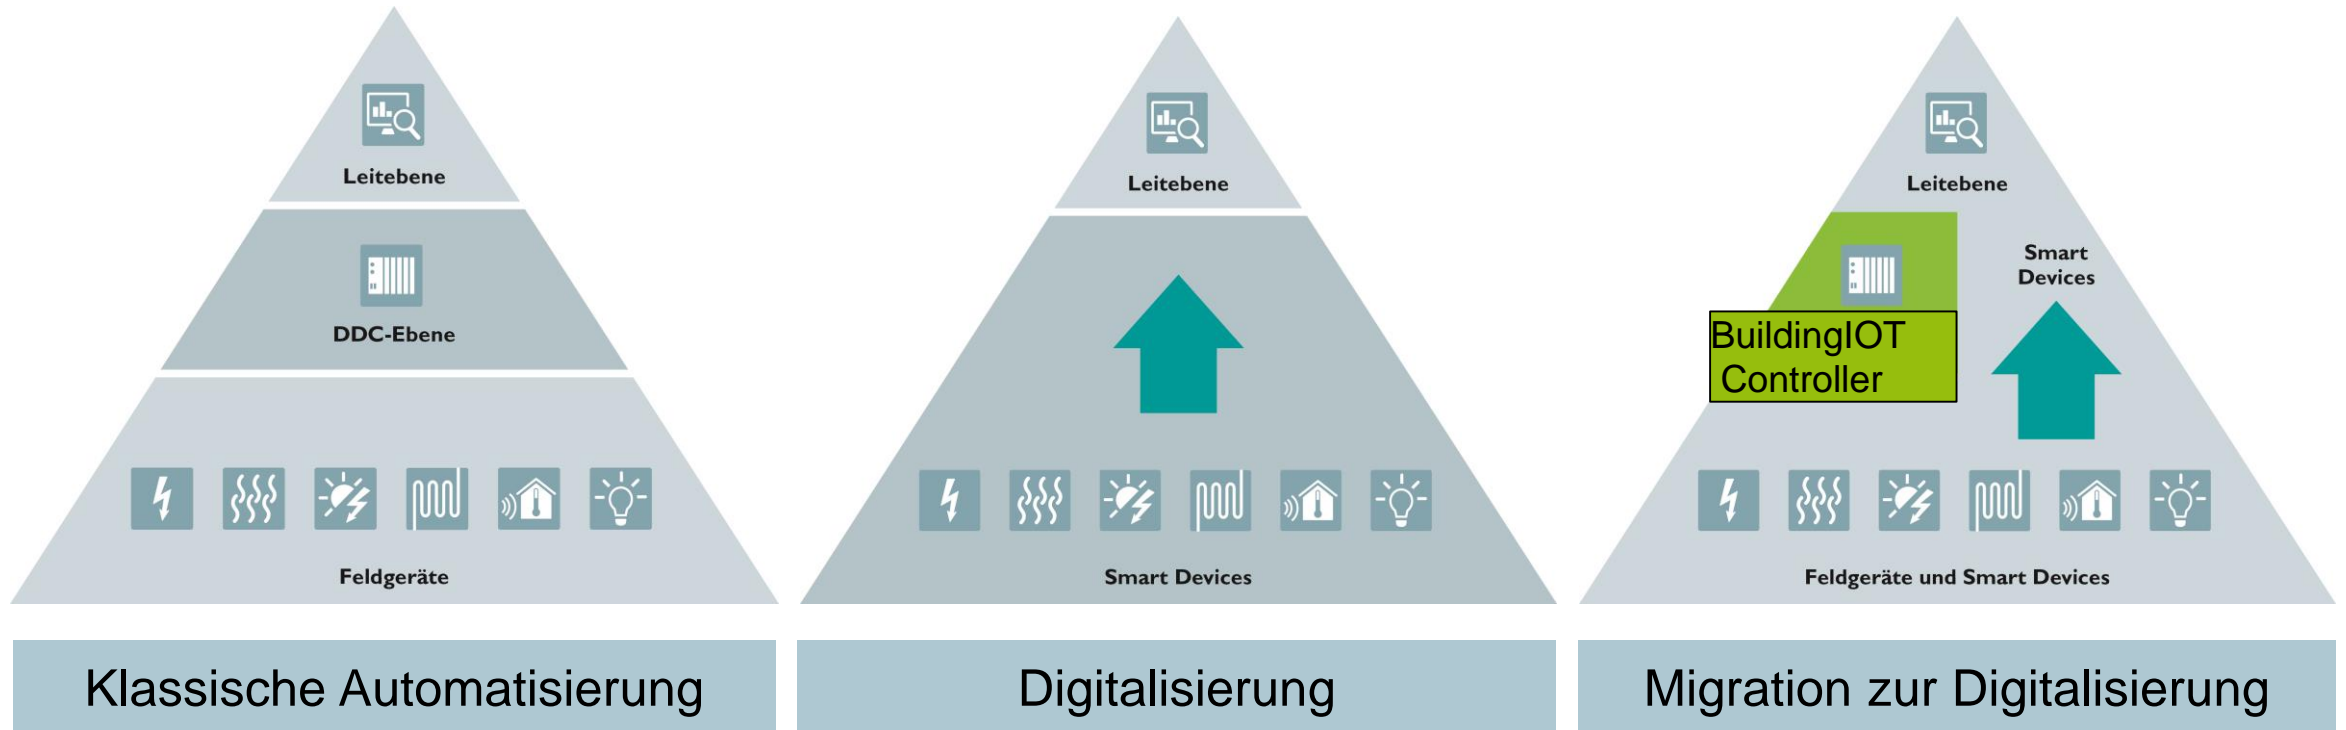 Leitebene
DDC-Ebene
Feldgeräte
Klassische Automatisierung
Leitebene
Smart Devices
Digitalisierung
Leitebene
Smart
Devices
BuildingIOT
Controller
Feldgeräte und Smart Devices
Migration zur Digitalisierung